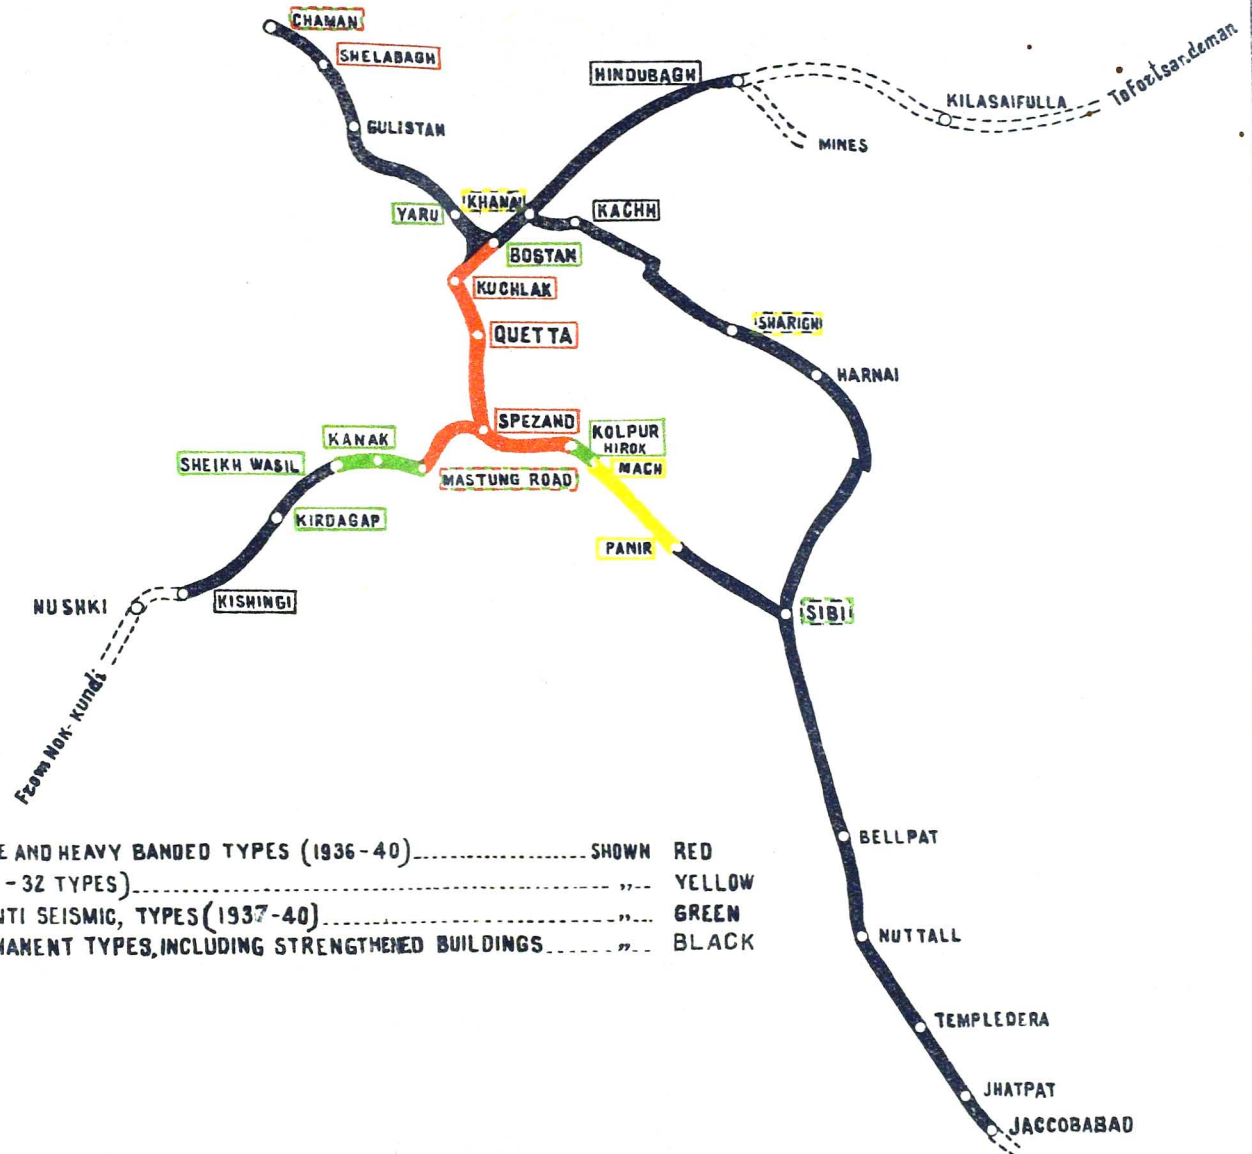 CHAMAN
SHELABAGH
GULISTAN
HINDUBAGH
KILASAIFULLA
To Fortsandeman
MINES
YARU
KHANAI
KACHH
BOSTAN
KUCHLAK
QUETTA
SHARIGH
HARNAI
SPEZAND
KOLPUR
HIROK
MACH
KANAK
SHEIKH WASIL
MASTUNG ROAD
KIRDAGAP
PANIR
NUSHKI
KISHINGI
SIBI
From NOK-KUNDI
BELLPAT
E AND HEAVY BANDED TYPES (1936-40) SHOWN RED
-32 TYPES) ,, YELLOW
NTI SEISMIC, TYPES (1937-40) ,, GREEN
MANENT TYPES, INCLUDING STRENGTHENED BUILDINGS ,, BLACK
NUTTALL
TEMPLEDERA
JHATPAT
JACCOBABAD